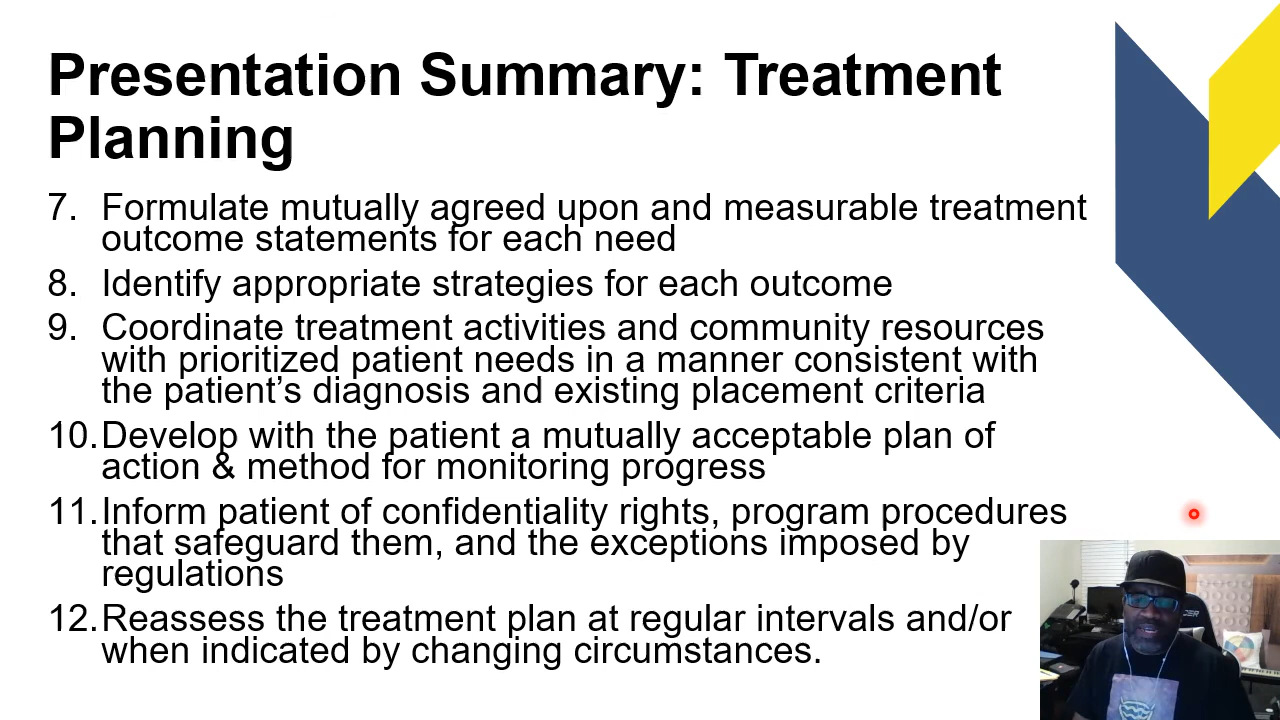 Presentation Summary: Treatment
Planning
7. Formulate mutually agreed upon and measurable treatment
outcome statements for each need
8. Identify appropriate strategies for each outcome
9. Coordinate treatment activities and community resources
with prioritized patient needs in a manner consistent with
the patient’s diagnosis and existing placement criteria
10. Develop with the patient a mutually acceptable plan of
action & method for monitoring progress
11. Inform patient of confidentiality rights, program procedures
that safeguard them, and the exceptions imposed by
regulations
12. Reassess the treatment plan at regular intervals and/or
when indicated by changing circumstances.